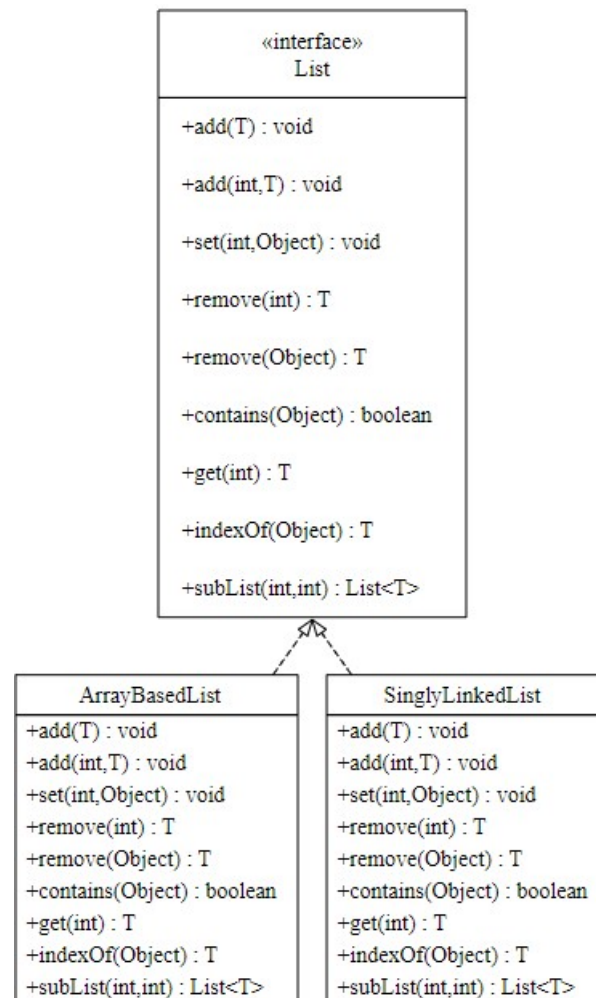 «interface»
List
+add(T) : void
+add(int,T) : void
+set(int,Object) : void
+remove(int) : T
+remove(Object) : T
+contains(Object) : boolean
+get(int) : T
+indexOf(Object) : T
+subList(int,int) : List<T>
ArrayBasedList
+add(T) : void
+add(int,T) : void
+set(int,Object) : void
+remove(int) : T
+remove(Object) : T
+contains(Object) : boolean
+get(int) : T
+indexOf(Object) : T
+subList(int,int) : List<T>
SinglyLinkedList
+add(T) : void
+add(int,T) : void
+set(int,Object) : void
+remove(int) : T
+remove(Object) : T
+contains(Object) : boolean
+get(int) : T
+indexOf(Object) : T
+subList(int,int) : List<T>